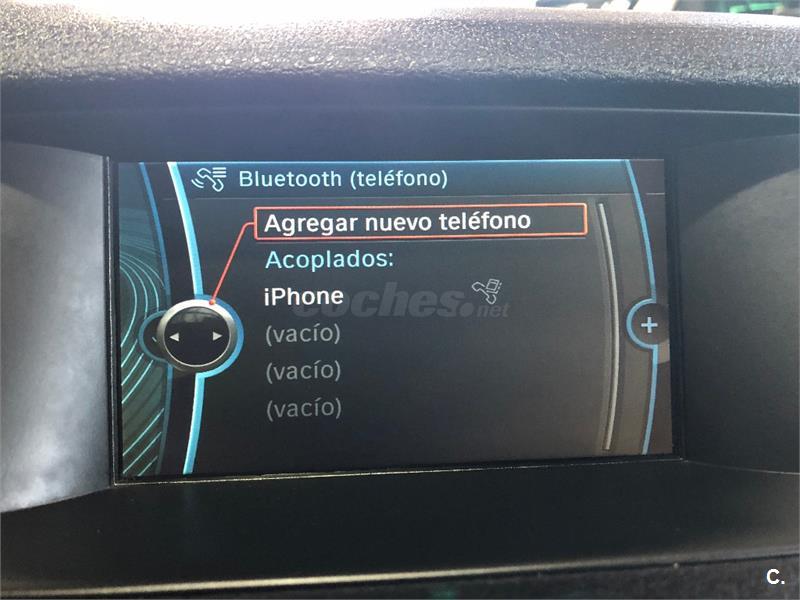 Bluetooth (teléfono)
Agregar nuevo teléfono
Acoplados:
iPhone
coches.net
(vacío)
(vacío)
(vacío)
+
C.